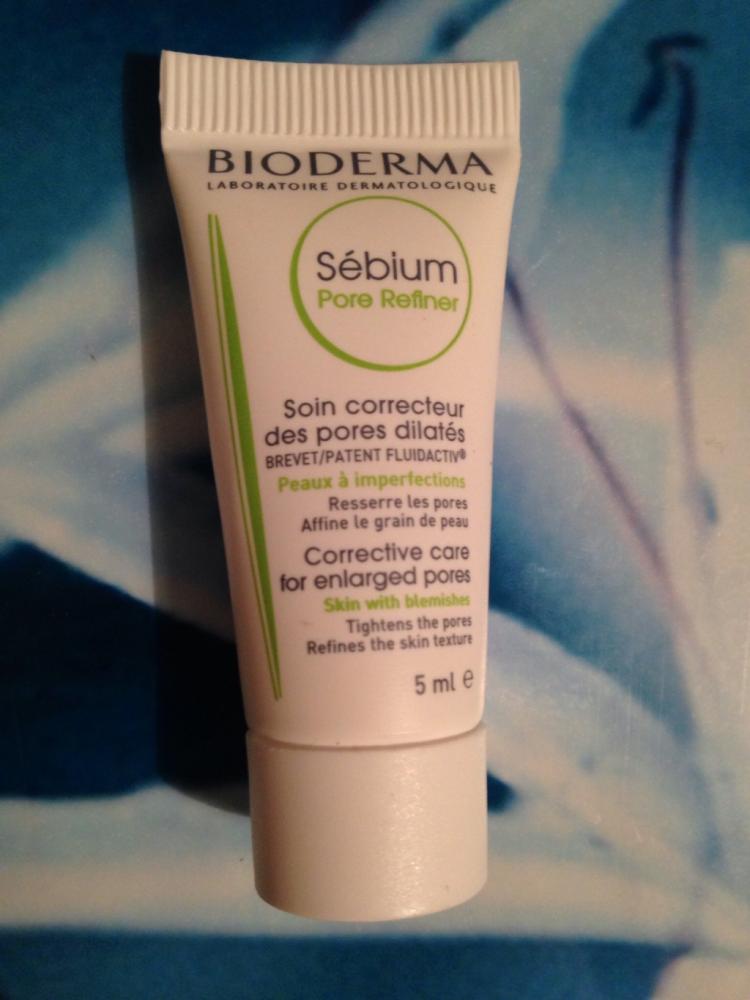 BIODERMA
LABORATOIRE DERMATOLOGIQUE
Sébium
Pore Refiner
Soin correcteur
des pores dilatés
BREVET/PATENT FLUIDACTIV®
Peaux à imperfections
Resserre les pores
Affine le grain de peau
Corrective care
for enlarged pores
Skin with blemishes
Tightens the pores
Refines the skin texture
5 ml ℮